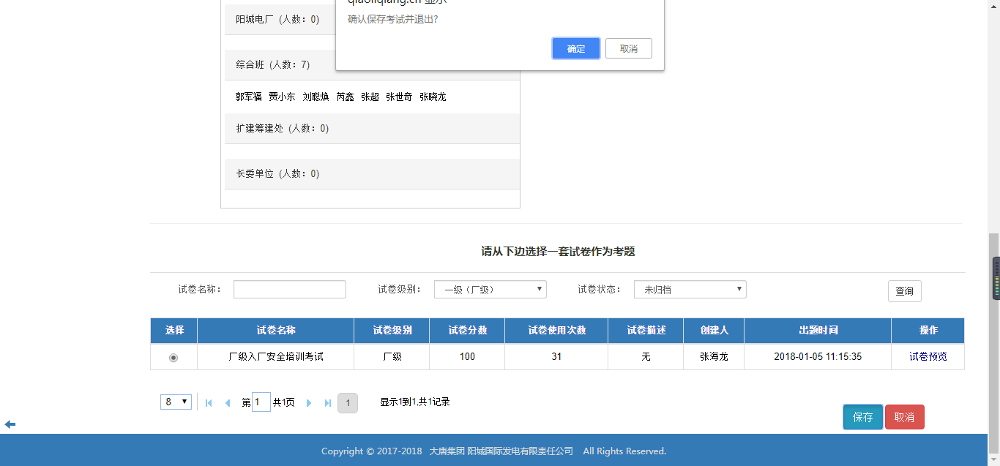 qiaoliqiang.cn 显示
确认保存考试并退出?
确定 取消
阳城电厂 (人数: 0)
综合班 (人数: 7)
郭军福 贾小东 刘聪焕 芮鑫 张超 张世奇 张晓龙
扩建筹建处 (人数: 0)
长委单位 (人数: 0)
请从下边选择一套试卷作为考题
试卷名称: 试卷级别: 一级（厂级） 试卷状态: 未归档 查询
选择 试卷名称 试卷级别 试卷分数 试卷使用次数 试卷描述 创建人 出题时间 操作
厂级入厂安全培训考试 厂级 100 31 无 张海龙 2018-01-05 11:15:35 试卷预览
8 第 1 共1页 1 显示1到1,共1记录
保存 取消
Copyright © 2017-2018 大唐集团 阳城国际发电有限责任公司 All Rights Reserved.